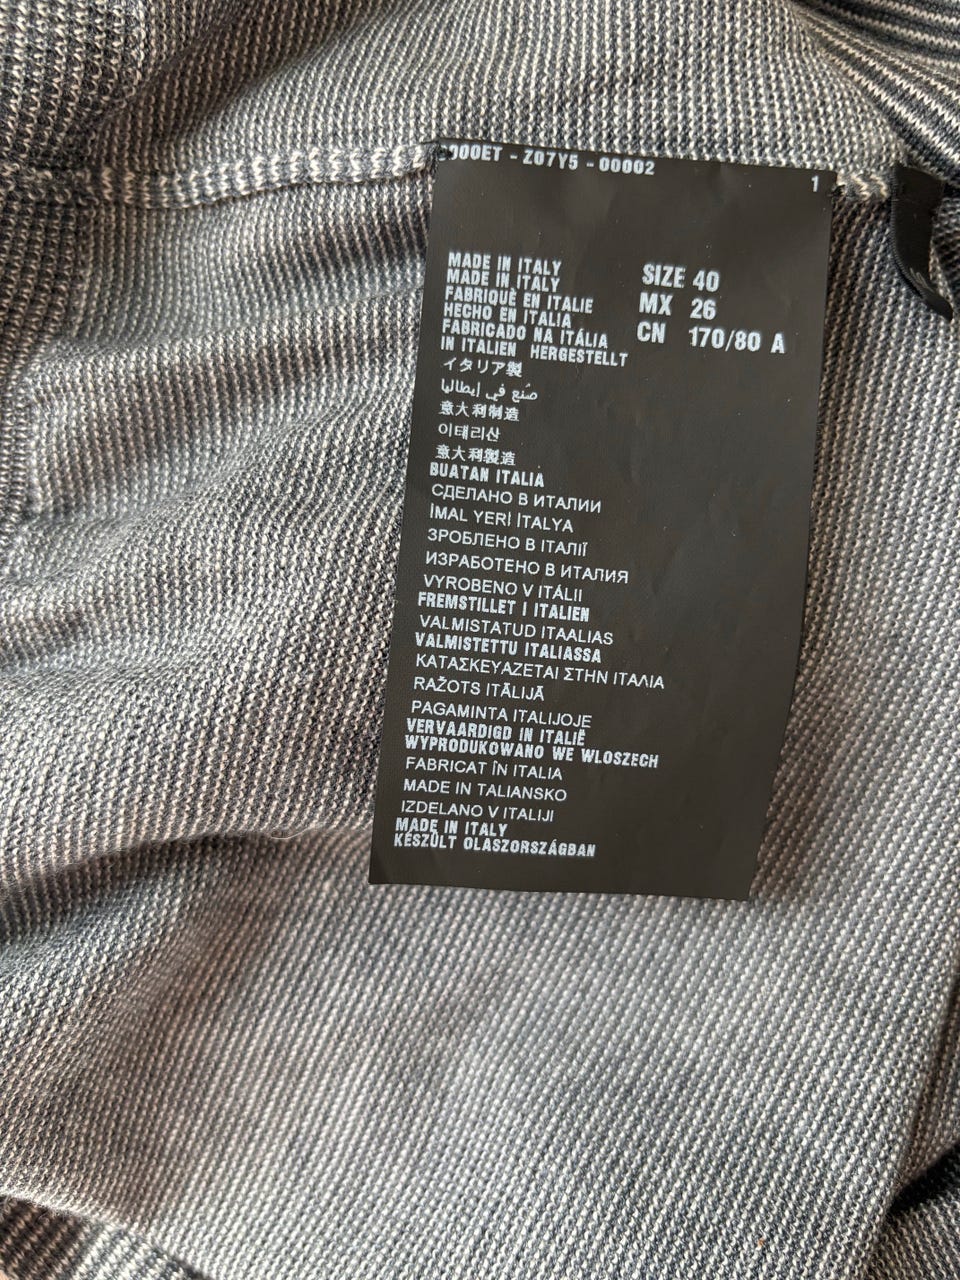 000ET - Z07Y5 - 00002
1
MADE IN ITALY
MADE IN ITALY
FABRIQUÈ EN ITALIE
HECHO EN ITALIA
FABRICADO NA ITÁLIA
IN ITALIEN HERGESTELLT
イタリア製
صُنع في إيطاليا
意大利制造
이태리산
意大利製造
BUATAN ITALIA
СДЕЛАНО В ИТАЛИИ
İMAL YERİ İTALYA
ЗРОБЛЕНО В ІТАЛІЇ
ИЗРАБОТЕНО В ИТАЛИЯ
VYROBENO V ITÁLII
FREMSTILLET I ITALIEN
VALMISTATUD ITAALIAS
VALMISTETTU ITALIASSA
ΚΑΤΑΣΚΕΥΑΖΕΤΑΙ ΣΤΗΝ ΙΤΑΛΙΑ
RAŽOTS ITĀLIJĀ
PAGAMINTA ITALIJOJE
VERVAARDIGD IN ITALIË
WYPRODUKOWANO WE WLOSZECH
FABRICAT ÎN ITALIA
MADE IN TALIANSKO
IZDELANO V ITALIJI
MADE IN ITALY
KÉSZÜLT OLASZORSZÁGBAN
SIZE 40
MX 26
CN 170/80 A